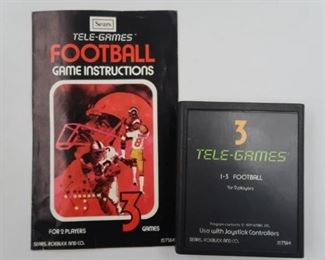 Sears
TELE-GAMES
FOOTBALL
GAME INSTRUCTIONS
8
FOR 2 PLAYERS
3
GAMES
SEARS, ROEBUCK AND CO.
3
TELE-GAMES
1-3 FOOTBALL
for 2 players
Use with Joystick Controllers
SEARS, ROEBUCK AND CO.